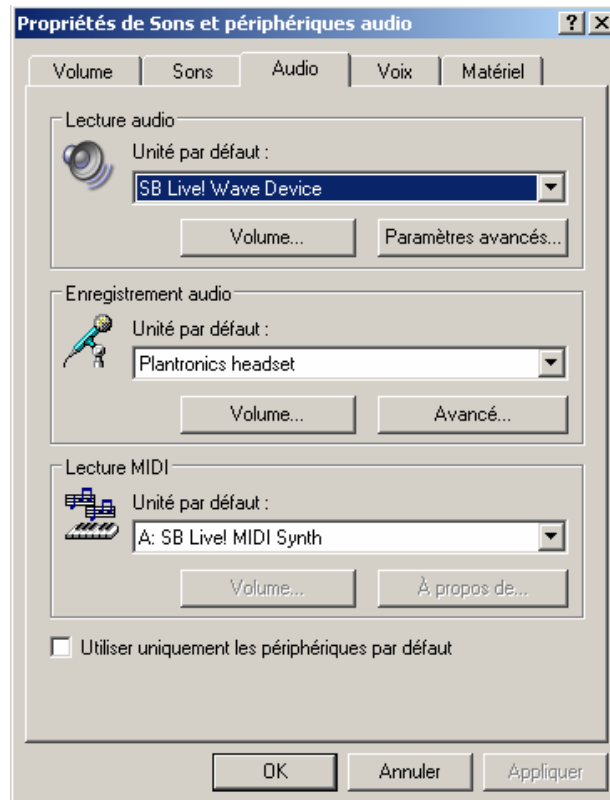 Propriétés de Sons et périphériques audio
Volume Sons Audio Voix Matériel
Lecture audio
Unité par défaut :
SB Live! Wave Device
Volume... Paramètres avancés...
Enregistrement audio
Unité par défaut :
Plantronics headset
Volume... Avancé...
Lecture MIDI
Unité par défaut :
A: SB Live! MIDI Synth
Volume... À propos de...
Utiliser uniquement les périphériques par défaut
OK Annuler Appliquer